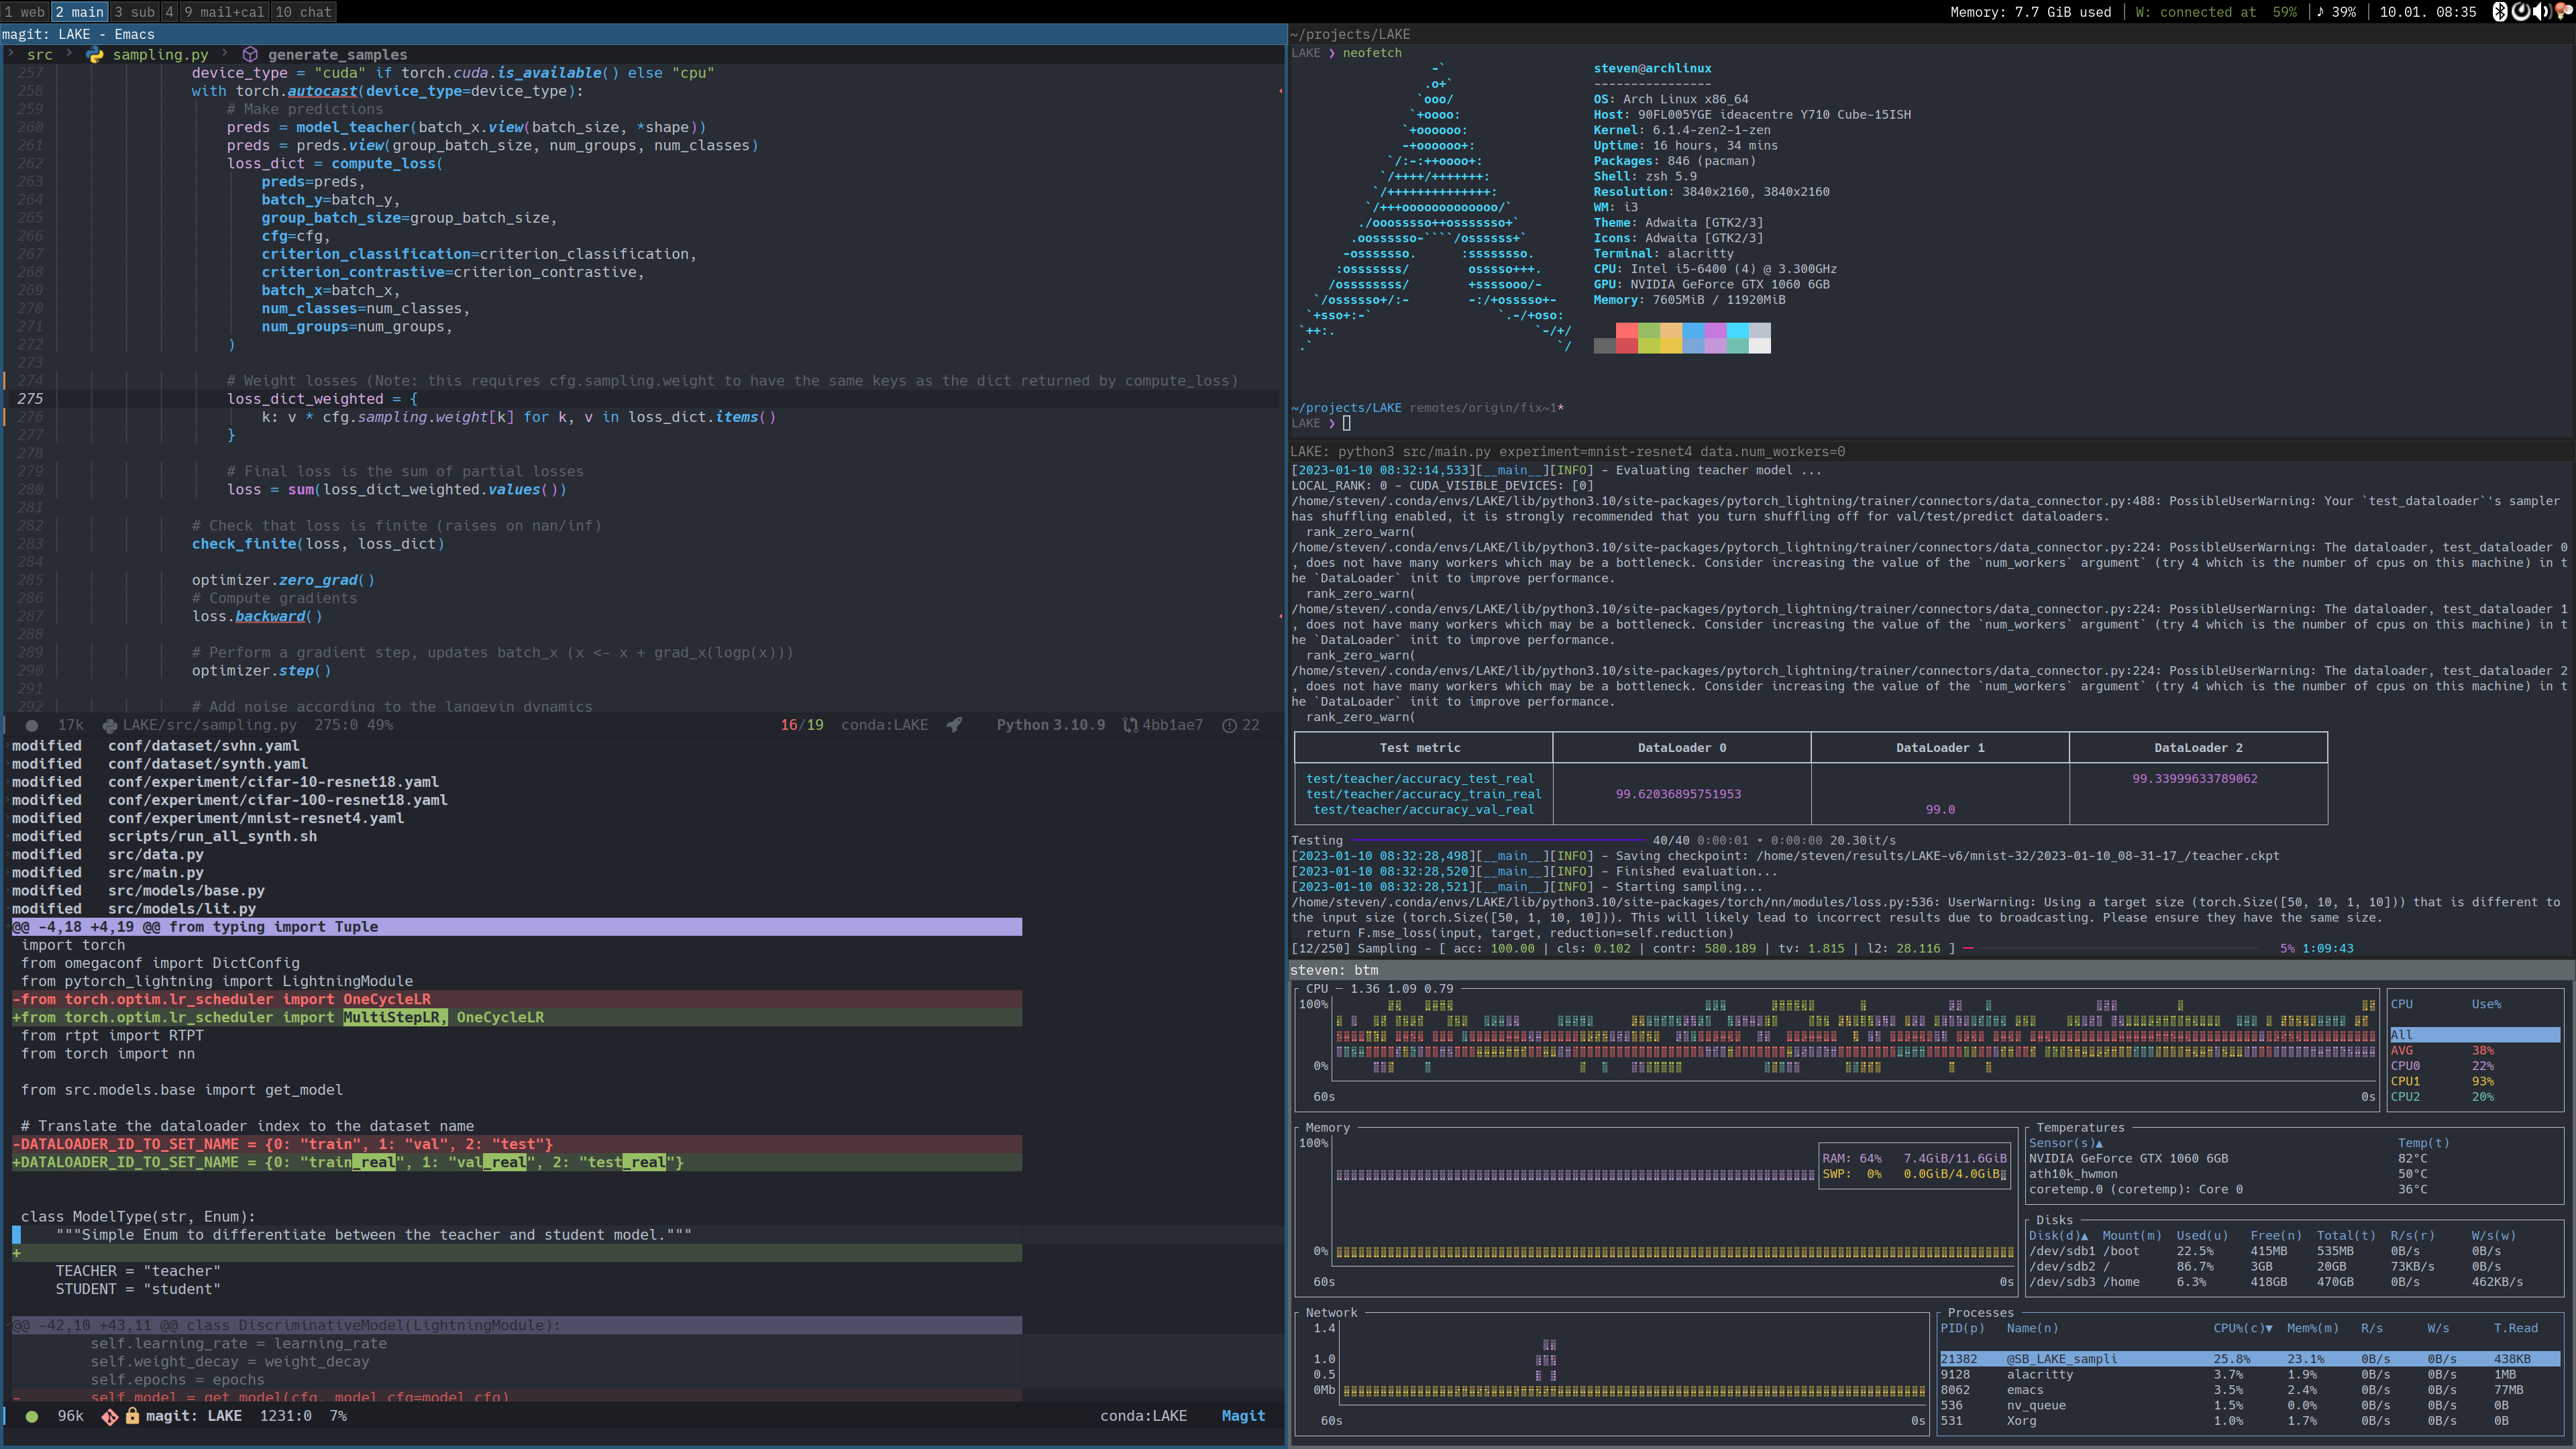 1 web 2 main 3 sub 4 9 mail+cal 10 chat
Memory: 7.7 GiB used | W: connected at 59% | ♪ 39% | 10.01. 08:35
magit: LAKE - Emacs
src > sampling.py > generate_samples
257 device_type = "cuda" if torch.cuda.is_available() else "cpu"
258 with torch.autocast(device_type=device_type):
259 # Make predictions
260 preds = model_teacher(batch_x.view(batch_size, *shape))
261 preds = preds.view(group_batch_size, num_groups, num_classes)
262 loss_dict = compute_loss(
263 preds=preds,
264 batch_y=batch_y,
265 group_batch_size=group_batch_size,
266 cfg=cfg,
267 criterion_classification=criterion_classification,
268 criterion_contrastive=criterion_contrastive,
269 batch_x=batch_x,
270 num_classes=num_classes,
271 num_groups=num_groups,
272 )
273
274 # Weight losses (Note: this requires cfg.sampling.weight to have the same keys as the dict returned by compute_loss)
275 loss_dict_weighted = {
276 k: v * cfg.sampling.weight[k] for k, v in loss_dict.items()
277 }
278
279 # Final loss is the sum of partial losses
280 loss = sum(loss_dict_weighted.values())
281
282 # Check that loss is finite (raises on nan/inf)
283 check_finite(loss, loss_dict)
284
285 optimizer.zero_grad()
286 # Compute gradients
287 loss.backward()
288
289 # Perform a gradient step, updates batch_x (x <- x + grad_x(logp(x)))
290 optimizer.step()
291
292 # Add noise according to the langevin dynamics
17k LAKE/src/sampling.py 275:0 49% 16/19 conda:LAKE Python 3.10.9 4bb1ae7 22
modified conf/dataset/svhn.yaml
modified conf/dataset/synth.yaml
modified conf/experiment/cifar-10-resnet18.yaml
modified conf/experiment/cifar-100-resnet18.yaml
modified conf/experiment/mnist-resnet4.yaml
modified scripts/run_all_synth.sh
modified src/data.py
modified src/main.py
modified src/models/base.py
modified src/models/lit.py
@@ -4,18 +4,19 @@ from typing import Tuple
import torch
from omegaconf import DictConfig
from pytorch_lightning import LightningModule
-from torch.optim.lr_scheduler import OneCycleLR
+from torch.optim.lr_scheduler import MultiStepLR, OneCycleLR
from rtpt import RTPT
from torch import nn
from src.models.base import get_model
# Translate the dataloader index to the dataset name
-DATALOADER_ID_TO_SET_NAME = {0: "train", 1: "val", 2: "test"}
+DATALOADER_ID_TO_SET_NAME = {0: "train_real", 1: "val_real", 2: "test_real"}
class ModelType(str, Enum):
"""Simple Enum to differentiate between the teacher and student model."""
+
TEACHER = "teacher"
STUDENT = "student"
@@ -42,10 +43,11 @@ class DiscriminativeModel(LightningModule):
self.learning_rate = learning_rate
self.weight_decay = weight_decay
self.epochs = epochs
- self.model = get_model(cfg, model_cfg=model_cfg)
96k magit: LAKE 1231:0 7% conda:LAKE Magit
~/projects/LAKE
LAKE ❯ neofetch
-`
.o+`
`ooo/
`+oooo:
`+oooooo:
-+oooooo+:
`/:-:++oooo+:
`/++++/+++++++:
`/++++++++++++++:
`/+++ooooooooooooo/`
./ooosssso++osssssso+`
.oossssso-````/ossssss+`
-osssssso. :ssssssso.
:osssssss/ osssso+++.
/ossssssss/ +ssssooo/-
`/ossssso+/:- -:/+osssso+-
`+sso+:-` `.-/+oso:
`++:. `-/+/
.` `/
steven@archlinux
----------------
OS: Arch Linux x86_64
Host: 90FL005YGE ideacentre Y710 Cube-15ISH
Kernel: 6.1.4-zen2-1-zen
Uptime: 16 hours, 34 mins
Packages: 846 (pacman)
Shell: zsh 5.9
Resolution: 3840x2160, 3840x2160
WM: i3
Theme: Adwaita [GTK2/3]
Icons: Adwaita [GTK2/3]
Terminal: alacritty
CPU: Intel i5-6400 (4) @ 3.300GHz
GPU: NVIDIA GeForce GTX 1060 6GB
Memory: 7605MiB / 11920MiB
~/projects/LAKE remotes/origin/fix~1*
LAKE ❯
LAKE: python3 src/main.py experiment=mnist-resnet4 data.num_workers=0
[2023-01-10 08:32:14,533][__main__][INFO] - Evaluating teacher model ...
LOCAL_RANK: 0 - CUDA_VISIBLE_DEVICES: [0]
/home/steven/.conda/envs/LAKE/lib/python3.10/site-packages/pytorch_lightning/trainer/connectors/data_connector.py:488: PossibleUserWarning: Your `test_dataloader`'s sampler
has shuffling enabled, it is strongly recommended that you turn shuffling off for val/test/predict dataloaders.
rank_zero_warn(
/home/steven/.conda/envs/LAKE/lib/python3.10/site-packages/pytorch_lightning/trainer/connectors/data_connector.py:224: PossibleUserWarning: The dataloader, test_dataloader 0
, does not have many workers which may be a bottleneck. Consider increasing the value of the `num_workers` argument` (try 4 which is the number of cpus on this machine) in t
he `DataLoader` init to improve performance.
rank_zero_warn(
/home/steven/.conda/envs/LAKE/lib/python3.10/site-packages/pytorch_lightning/trainer/connectors/data_connector.py:224: PossibleUserWarning: The dataloader, test_dataloader 1
, does not have many workers which may be a bottleneck. Consider increasing the value of the `num_workers` argument` (try 4 which is the number of cpus on this machine) in t
he `DataLoader` init to improve performance.
rank_zero_warn(
/home/steven/.conda/envs/LAKE/lib/python3.10/site-packages/pytorch_lightning/trainer/connectors/data_connector.py:224: PossibleUserWarning: The dataloader, test_dataloader 2
, does not have many workers which may be a bottleneck. Consider increasing the value of the `num_workers` argument` (try 4 which is the number of cpus on this machine) in t
he `DataLoader` init to improve performance.
rank_zero_warn(
Test metric DataLoader 0 DataLoader 1 DataLoader 2
test/teacher/accuracy_test_real 99.33999633789062
test/teacher/accuracy_train_real 99.62036895751953
test/teacher/accuracy_val_real 99.0
Testing 40/40 0:00:01 • 0:00:00 20.30it/s
[2023-01-10 08:32:28,498][__main__][INFO] - Saving checkpoint: /home/steven/results/LAKE-v6/mnist-32/2023-01-10_08-31-17_/teacher.ckpt
[2023-01-10 08:32:28,520][__main__][INFO] - Finished evaluation...
[2023-01-10 08:32:28,521][__main__][INFO] - Starting sampling...
/home/steven/.conda/envs/LAKE/lib/python3.10/site-packages/torch/nn/modules/loss.py:536: UserWarning: Using a target size (torch.Size([50, 10, 1, 10])) that is different to
the input size (torch.Size([50, 1, 10, 10])). This will likely lead to incorrect results due to broadcasting. Please ensure they have the same size.
return F.mse_loss(input, target, reduction=self.reduction)
[12/250] Sampling - [ acc: 100.00 | cls: 0.102 | contr: 580.189 | tv: 1.815 | l2: 28.116 ] 5% 1:09:43
steven: btm
CPU — 1.36 1.09 0.79
100%
0%
60s 0s
CPU Use%
All
AVG 38%
CPU0 22%
CPU1 93%
CPU2 20%
Memory
100%
RAM: 64% 7.4GiB/11.6GiB
SWP: 0% 0.0GiB/4.0GiB
0%
60s 0s
Temperatures
Sensor(s)▲ Temp(t)
NVIDIA GeForce GTX 1060 6GB 82°C
ath10k_hwmon 50°C
coretemp.0 (coretemp): Core 0 36°C
Disks
Disk(d)▲ Mount(m) Used(u) Free(n) Total(t) R/s(r) W/s(w)
/dev/sdb1 /boot 22.5% 415MB 535MB 0B/s 0B/s
/dev/sdb2 / 86.7% 3GB 20GB 73KB/s 0B/s
/dev/sdb3 /home 6.3% 418GB 470GB 0B/s 462KB/s
Network
1.4
1.0
0.5
0Mb
60s 0s
Processes
PID(p) Name(n) CPU%(c)▼ Mem%(m) R/s W/s T.Read
21382 @SB_LAKE_sampli 25.8% 23.1% 0B/s 0B/s 438KB
9128 alacritty 3.7% 1.9% 0B/s 0B/s 1MB
8062 emacs 3.5% 2.4% 0B/s 0B/s 77MB
536 nv_queue 1.5% 0.0% 0B/s 0B/s 0B
531 Xorg 1.0% 1.7% 0B/s 0B/s 0B